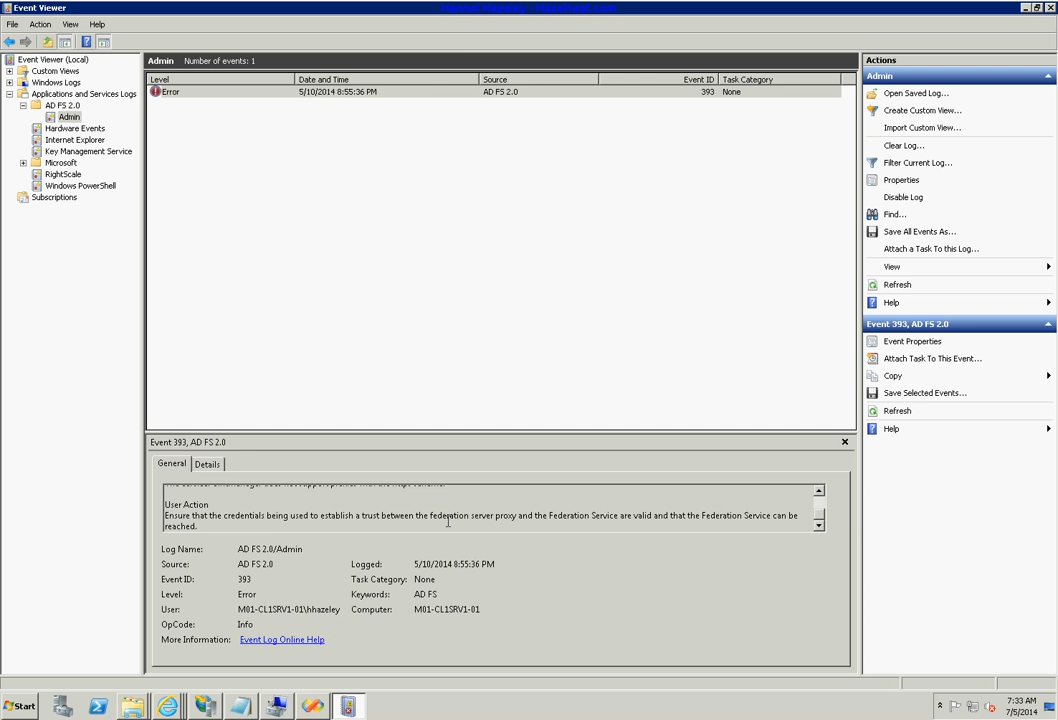 Event Viewer
File Action View Help
Event Viewer (Local)
Custom Views
Windows Logs
Applications and Services Logs
AD FS 2.0
Admin
Hardware Events
Internet Explorer
Key Management Service
Microsoft
RightScale
Windows PowerShell
Subscriptions
Admin Number of events: 1
Level Date and Time Source Event ID Task Category
Error 5/10/2014 8:55:36 PM AD FS 2.0 393 None
Event 393, AD FS 2.0
General Details
User Action
Ensure that the credentials being used to establish a trust between the federation server proxy and the Federation Service are valid and that the Federation Service can be
reached.
Log Name: AD FS 2.0/Admin
Source: AD FS 2.0 Logged: 5/10/2014 8:55:36 PM
Event ID: 393 Task Category: None
Level: Error Keywords: AD FS
User: M01-CL1SRV1-01\hhazeley Computer: M01-CL1SRV1-01
OpCode: Info
More Information: Event Log Online Help
Actions
Admin
Open Saved Log...
Create Custom View...
Import Custom View...
Clear Log...
Filter Current Log...
Properties
Disable Log
Find...
Save All Events As...
Attach a Task To this Log...
View
Refresh
Help
Event 393, AD FS 2.0
Event Properties
Attach Task To This Event...
Copy
Save Selected Events...
Refresh
Help
Start
7:33 AM
7/5/2014